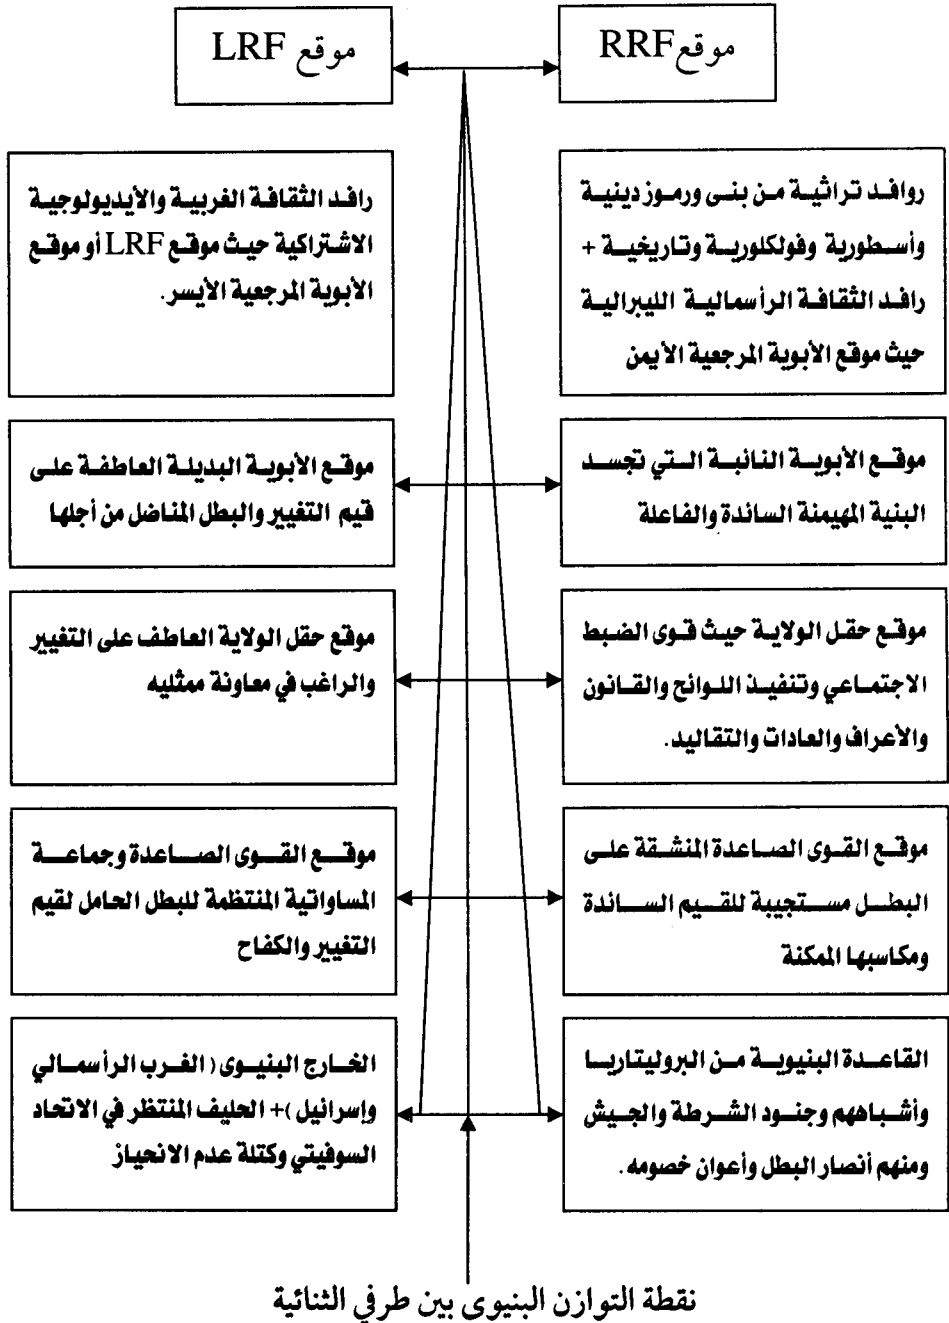 موقع RRF
موقع LRF
روافد تراثية من بنى ورموز دينية
وأسطورية وفولكلورية وتاريخية +
رافد الثقافة الرأسمالية الليبرالية
حيث موقع الأبوية المرجعية الأيمن
رافد الثقافة الغربية والأيديولوجية
الاشتراكية حيث موقع LRF أو موقع
الأبوية المرجعية الأيسر.
موقع الأبوية النائبة التي تجسد
البنية المهيمنة السائدة والفاعلة
موقع الأبوية البديلة العاطفة على
قيم التغيير والبطل المناضل من أجلها
موقع حقل الولاية حيث قوى الضبط
الاجتماعي وتنفيذ اللوائح والقانون
والأعراف والعادات والتقاليد.
موقع حقل الولاية العاطف على التغيير
والراغب في معاونة ممثليه
موقع القوى الصاعدة المنشقة على
البطل مستجيبة للقيم السائدة
ومكاسبها الممكنة
موقع القوى الصاعدة وجماعة
المساواتية المنتظمة للبطل الحامل لقيم
التغيير والكفاح
القاعدة البنيوية من البروليتاريا
وأشباههم وجنود الشرطة والجيش
ومنهم أنصار البطل وأعوان خصومه.
الخارج البنيوى ( الغرب الرأسمالي
وإسرائيل )+ الحليف المنتظر في الاتحاد
السوفيتي وكتلة عدم الانحياز
نقطة التوازن البنيوى بين طرفي الثنائية